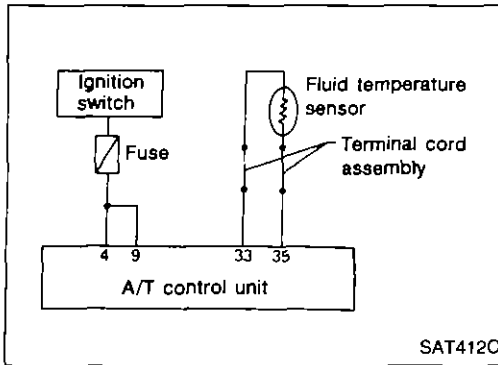 Ignition
switch
Fuse
Fluid temperature
sensor
Terminal cord
assembly
4 9 33 35
A/T control unit
SAT412C